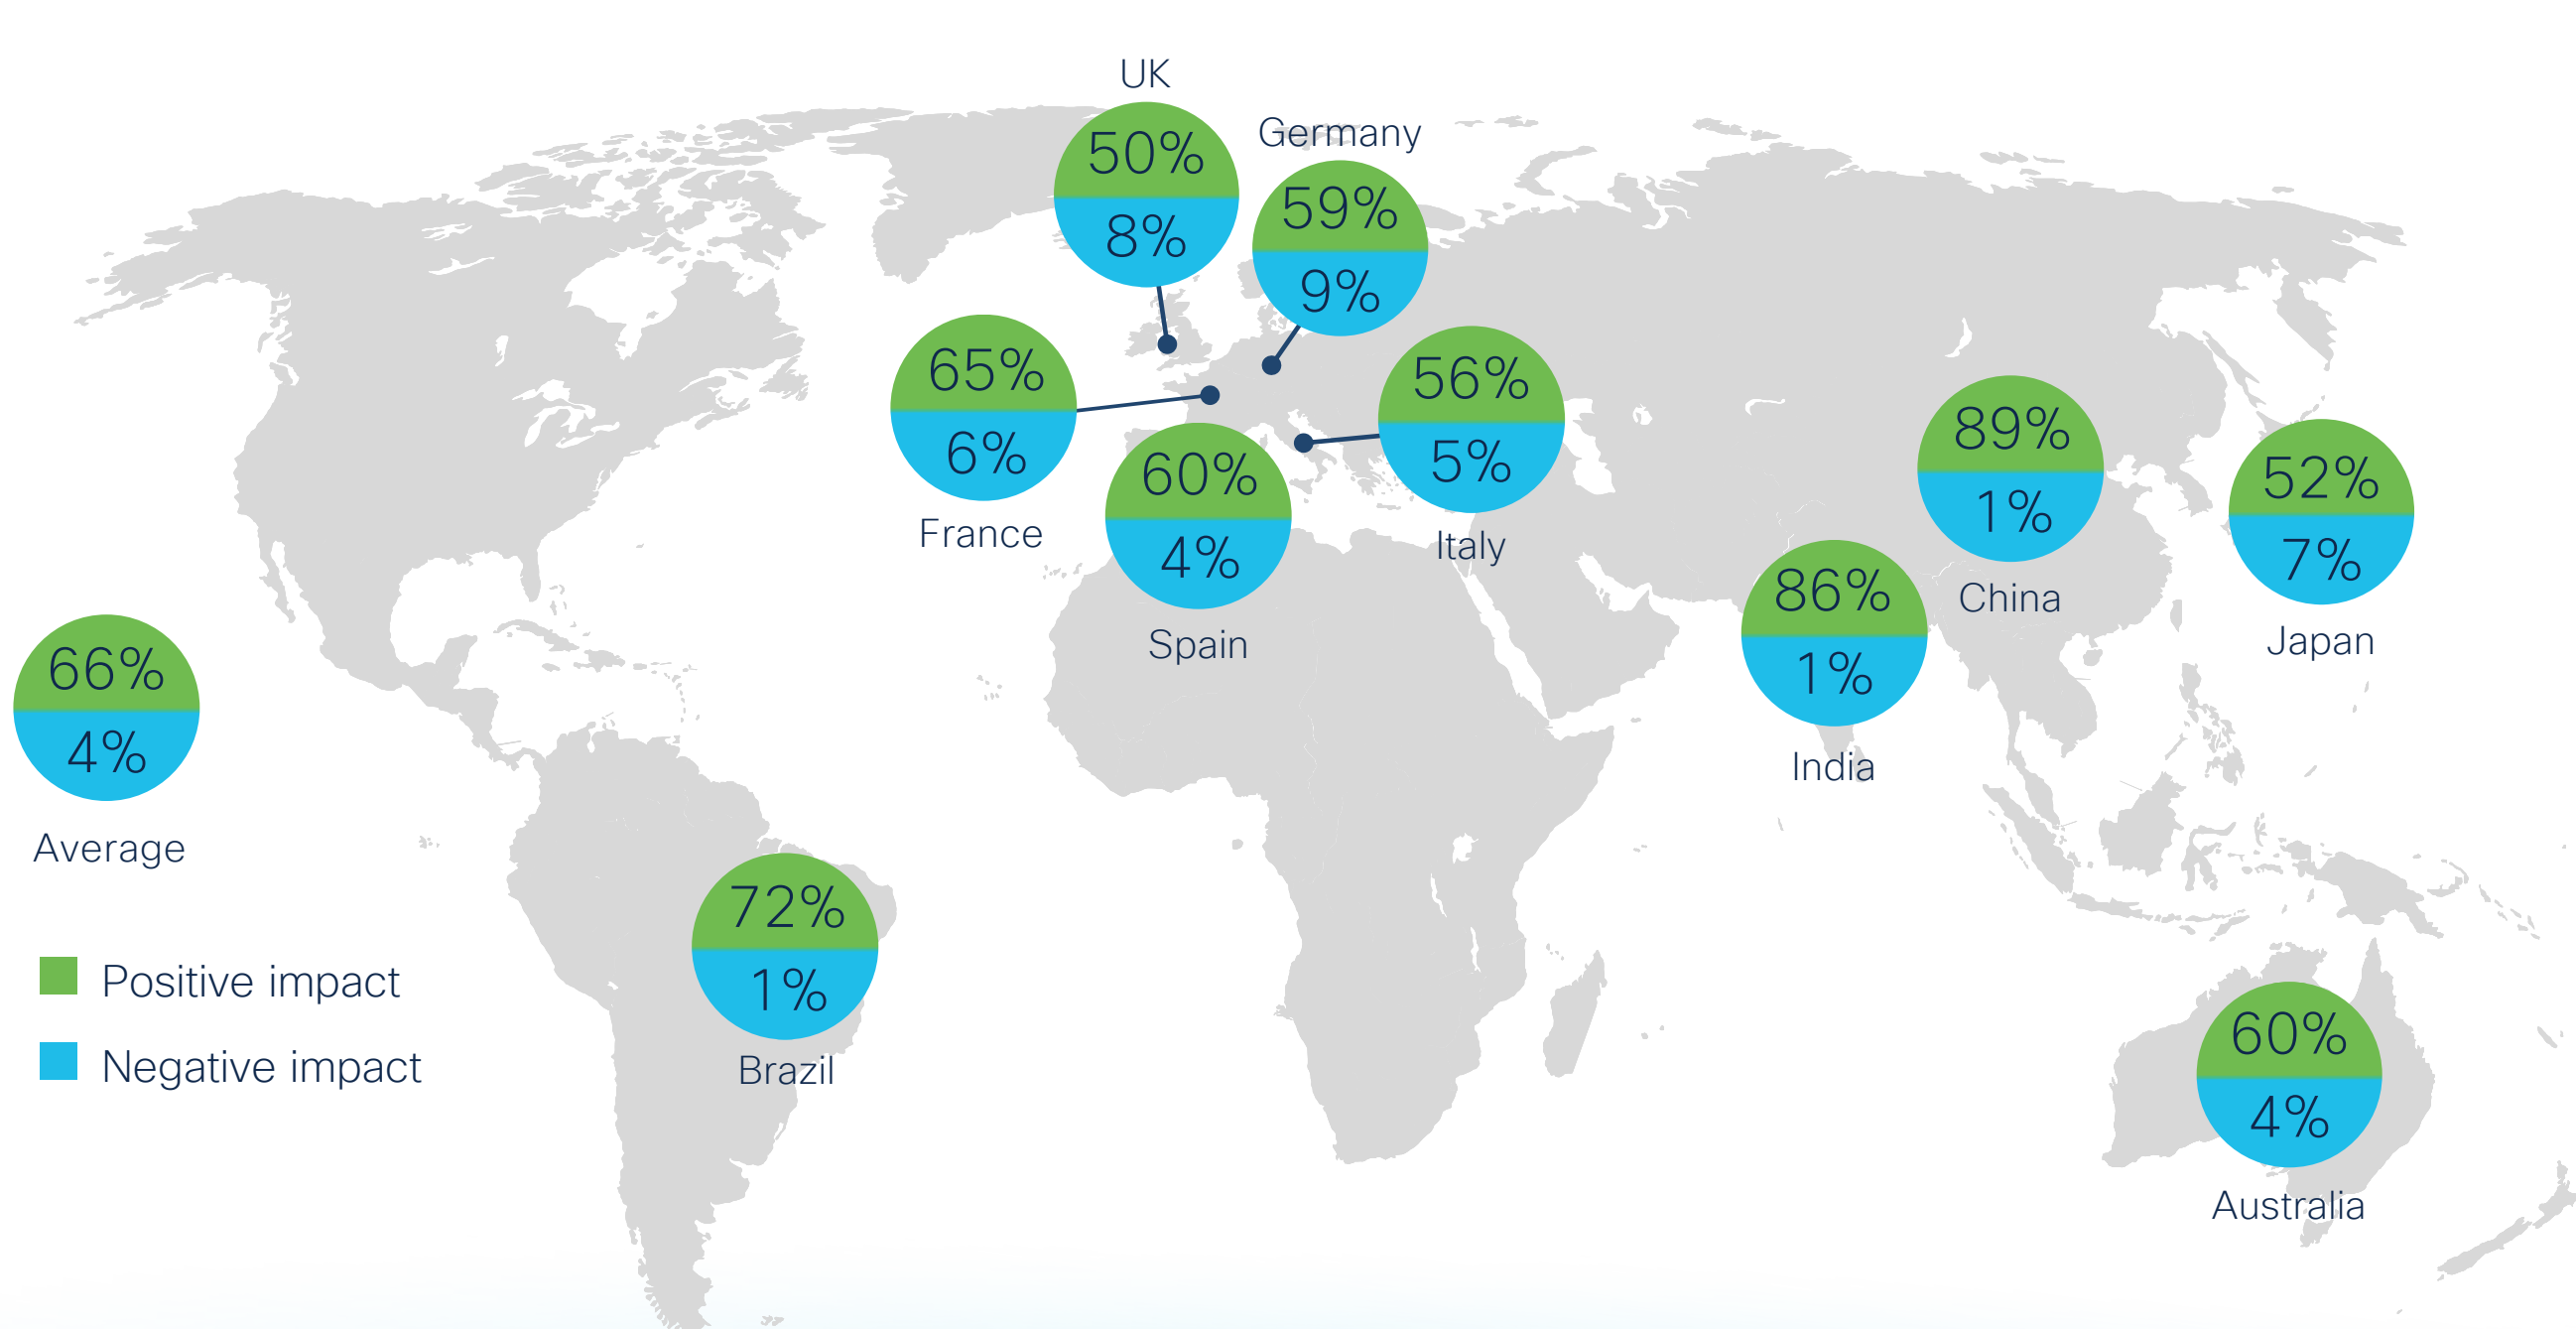 UK
50%
8%
Germany
59%
9%
65%
6%
France
56%
5%
Italy
60%
4%
Spain
89%
1%
China
52%
7%
Japan
86%
1%
India
66%
4%
Average
72%
1%
Brazil
Positive impact
Negative impact
60%
4%
Australia